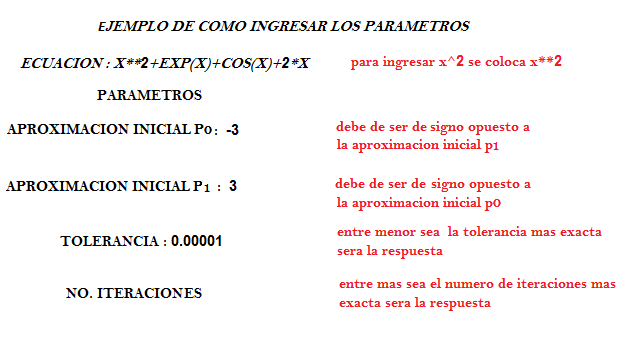 EJEMPLO DE COMO INGRESAR LOS PARAMETROS
ECUACION : X**2+EXP(X)+COS(X)+2*X
para ingresar x^2 se coloca x**2
PARAMETROS
APROXIMACION INICIAL P0 : -3
debe de ser de signo opuesto a
la aproximacion inicial p1
APROXIMACION INICIAL P1 : 3
debe de ser de signo opuesto a
la aproximacion inicial p0
TOLERANCIA : 0.00001
entre menor sea la tolerancia mas exacta
sera la respuesta
NO. ITERACIONES
entre mas sea el numero de iteraciones mas
exacta sera la respuesta